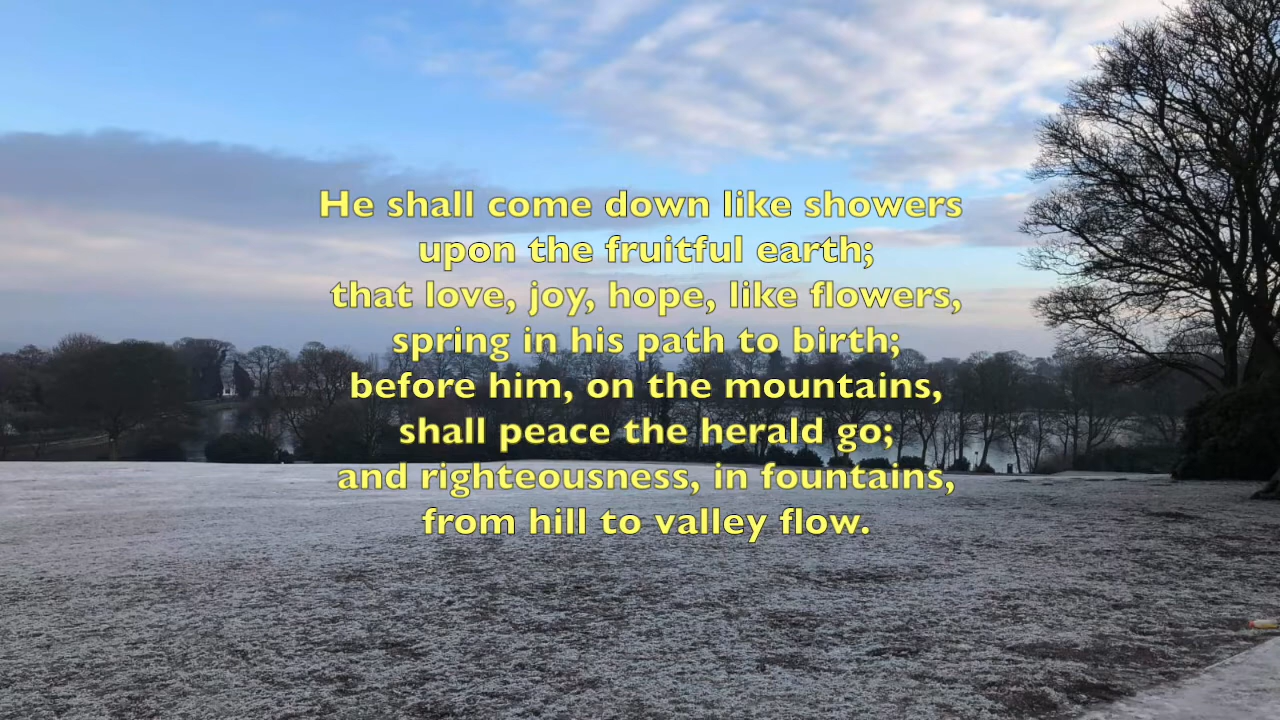 He shall come down like showers
upon the fruitful earth;
that love, joy, hope, like flowers,
spring in his path to birth;
before him, on the mountains,
shall peace the herald go;
and righteousness, in fountains,
from hill to valley flow.